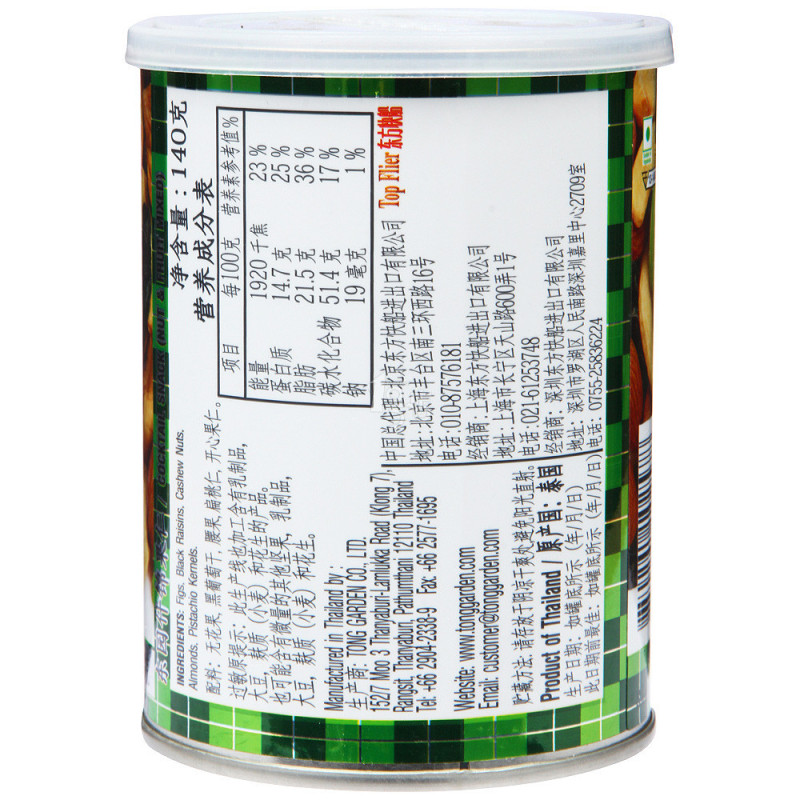 COCKTAIL SNACK (NUT & FRUIT MIXED)
净含量:140克
INGREDIENTS: Figs, Black Raisins, Cashew Nuts,
Almonds, Pistachio Kernels.
配料:无花果,黑葡萄干,腰果,扁桃仁,开心果仁。
过敏原提示:此生产线也加工含有乳制品,
大豆,麸质(小麦)和花生的产品。
也可能含有微量的其他坚果,乳制品,
大豆,麸质(小麦)和花生。
营养成分表
项目 每100克 营养素参考值%
能量 1920 千焦 23 %
蛋白质 14.7 克 25 %
脂肪 21.5 克 36 %
碳水化合物 51.4 克 17 %
钠 19 毫克 1 %
Manufactured in Thailand by :
生产商: TONG GARDEN CO., LTD.
152/7 Moo 3 Thanyaburi-Lamlukka Road (Klong 7),
Rangsit, Thanyaburi, Pathumthani 12110 Thailand
Tel: +66 2904-2238-9 Fax: +66 2577-1695
Website: www.tonggarden.com
Email: customer@tonggarden.com
Top Flier 东方快船
中国总代理:北京东方快船进出口有限公司
地址:北京市丰台区南三环西路16号
电话:010-87576181
经销商:上海东方快船进出口有限公司
地址:上海市长宁区天山路600弄1号
电话:021-61253748
经销商:深圳东方快船进出口有限公司
地址:深圳市罗湖区人民南路深圳嘉里中心2709室
电话:0755-25836224
贮藏方法:请存放于阴凉干爽处,避免阳光直射。
Product of Thailand / 原产国:泰国
生产日期:如罐底所示(年/月/日)
此日期前最佳:如罐底所示(年/月/日)